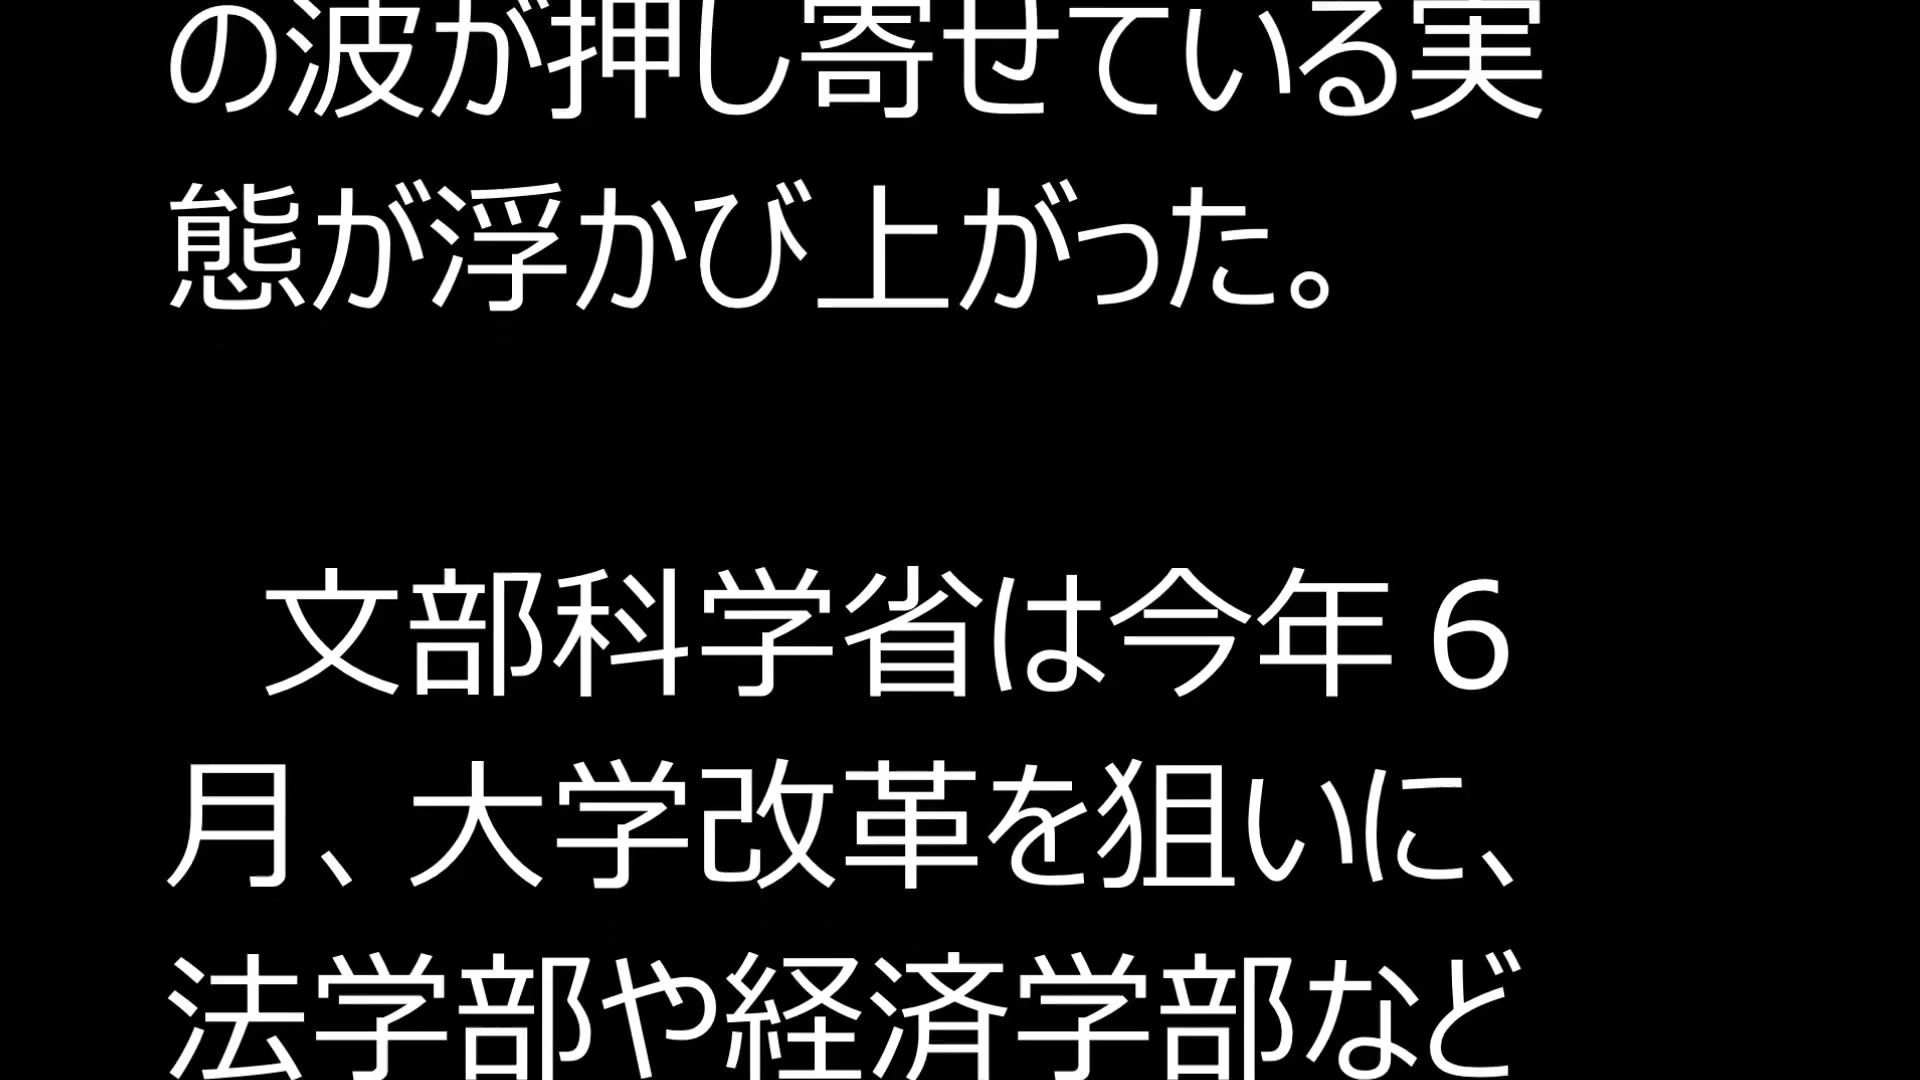 の波が押し寄せている実
態が浮かび上がった。
　文部科学省は今年６
月、大学改革を狙いに、
法学部や経済学部など